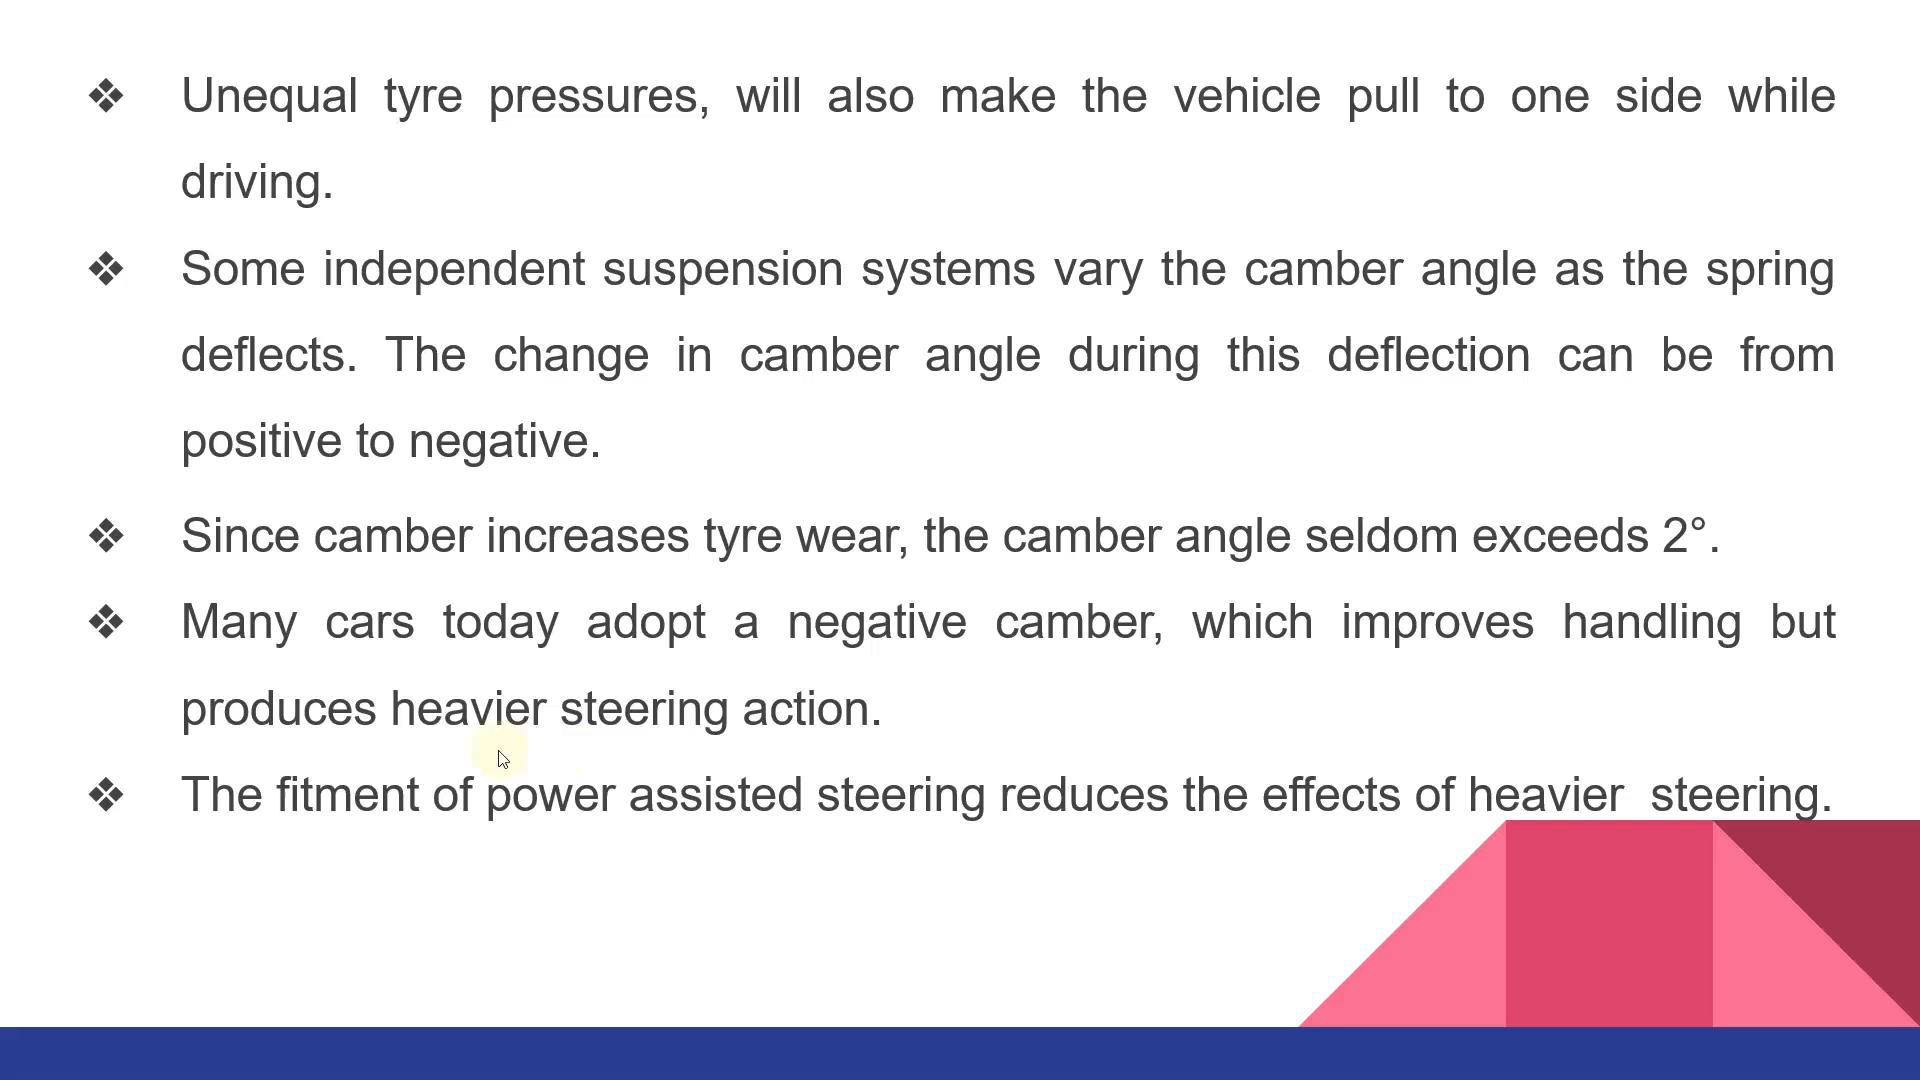 ❖ Unequal tyre pressures, will also make the vehicle pull to one side while
driving.
❖ Some independent suspension systems vary the camber angle as the spring
deflects. The change in camber angle during this deflection can be from
positive to negative.
❖ Since camber increases tyre wear, the camber angle seldom exceeds 2°.
❖ Many cars today adopt a negative camber, which improves handling but
produces heavier steering action.
❖ The fitment of power assisted steering reduces the effects of heavier  steering.